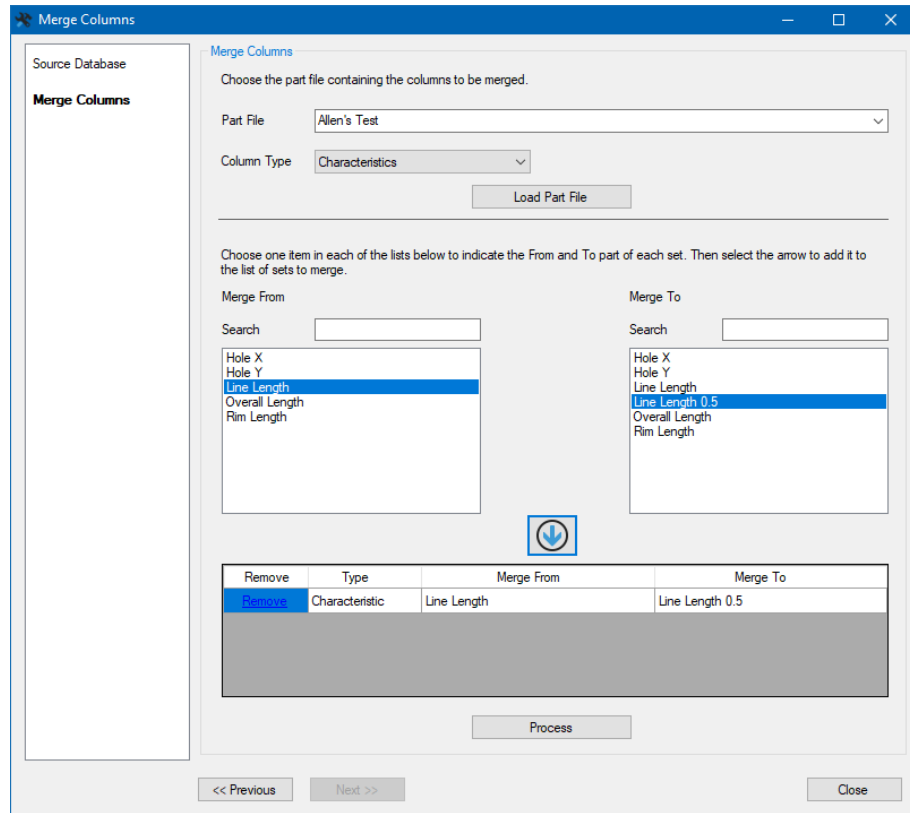 Merge Columns
Source Database
Merge Columns
Merge Columns
Choose the part file containing the columns to be merged.
Part File
Allen's Test
Column Type
Characteristics
Load Part File
Choose one item in each of the lists below to indicate the From and To part of each set. Then select the arrow to add it to
the list of sets to merge.
Merge From
Merge To
Search
Search
Hole X
Hole Y
Line Length
Overall Length
Rim Length
Hole X
Hole Y
Line Length
Line Length 0.5
Overall Length
Rim Length
Remove Type Merge From Merge To
Remove Characteristic Line Length Line Length 0.5
Process
<< Previous
Next >>
Close